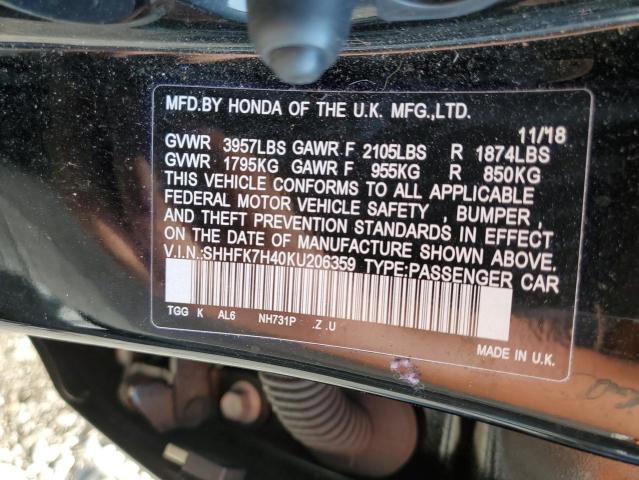 MFD.BY HONDA OF THE U.K. MFG.,LTD.
11/18
GVWR 3957LBS GAWR F 2105LBS R 1874LBS
GVWR 1795KG GAWR F 955KG R 850KG
THIS VEHICLE CONFORMS TO ALL APPLICABLE
FEDERAL MOTOR VEHICLE SAFETY , BUMPER ,
AND THEFT PREVENTION STANDARDS IN EFFECT
ON THE DATE OF MANUFACTURE SHOWN ABOVE.
V.I.N.:SHHFK7H40KU206359 TYPE:PASSENGER CAR
TGG K AL6 NH731P .Z .U
MADE IN U.K.